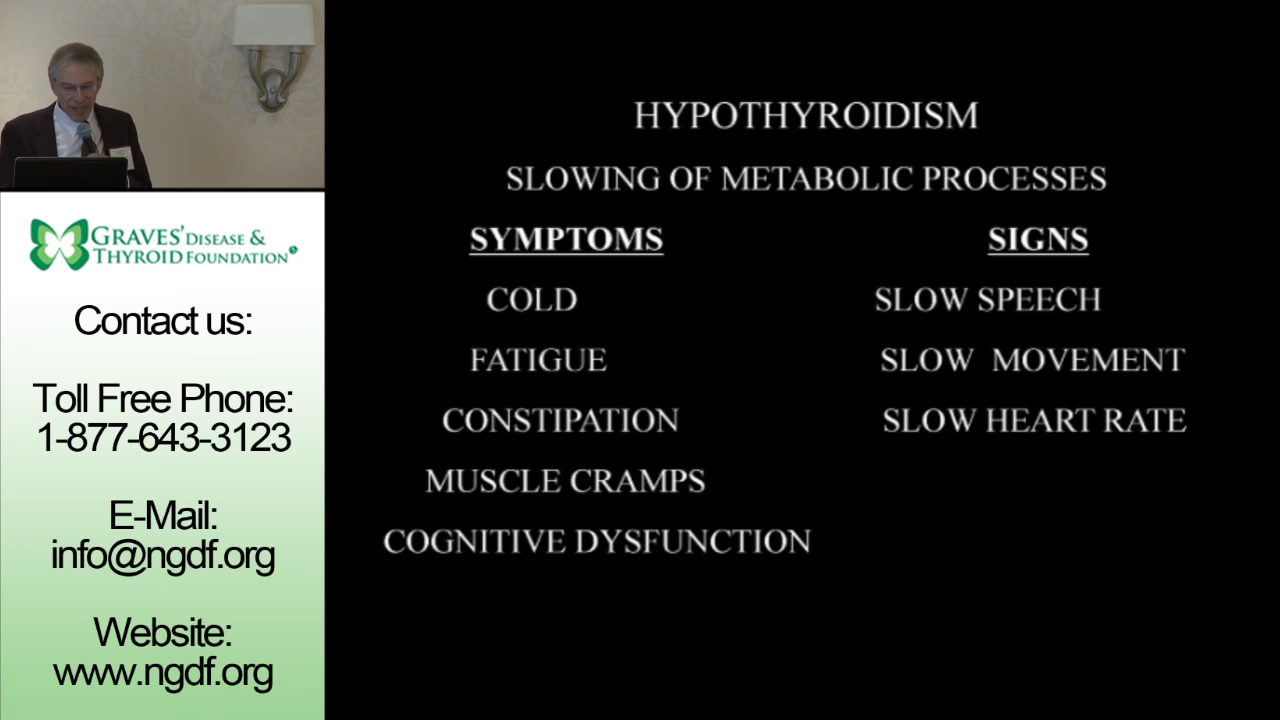 GRAVES' DISEASE &
THYROID FOUNDATION
Contact us:
Toll Free Phone:
1-877-643-3123
E-Mail:
info@ngdf.org
Website:
www.ngdf.org
HYPOTHYROIDISM
SLOWING OF METABOLIC PROCESSES
SYMPTOMS
COLD
FATIGUE
CONSTIPATION
MUSCLE CRAMPS
COGNITIVE DYSFUNCTION
SIGNS
SLOW SPEECH
SLOW MOVEMENT
SLOW HEART RATE